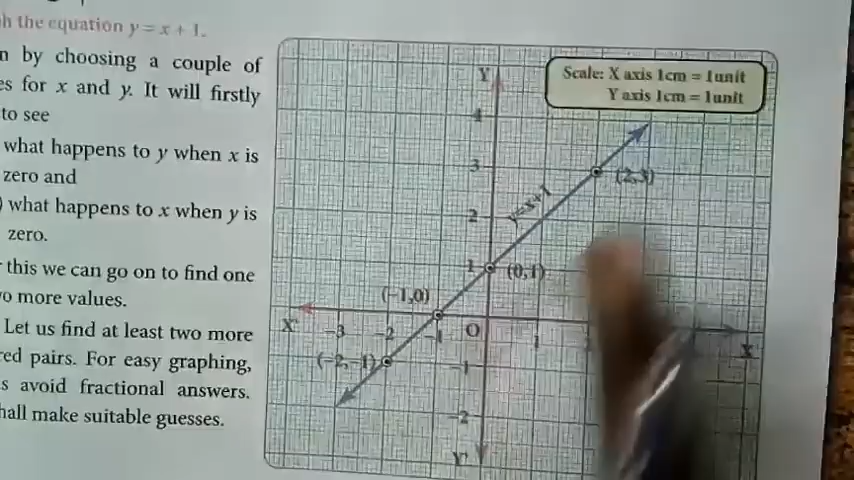 h the equation y = x + 1.
n by choosing a couple of
es for x and y. It will firstly
to see
what happens to y when x is
zero and
) what happens to x when y is
zero.
this we can go on to find one
o more values.
Let us find at least two more
red pairs. For easy graphing,
s avoid fractional answers.
hall make suitable guesses.
Scale: X axis 1cm = 1unit
Y axis 1cm = 1unit
Y
4
3
(2,3)
y=x+1
2
1
(0,1)
(−1,0)
X'
−3
−2
−1
O
1
X
(−2,−1)
−1
−2
Y'